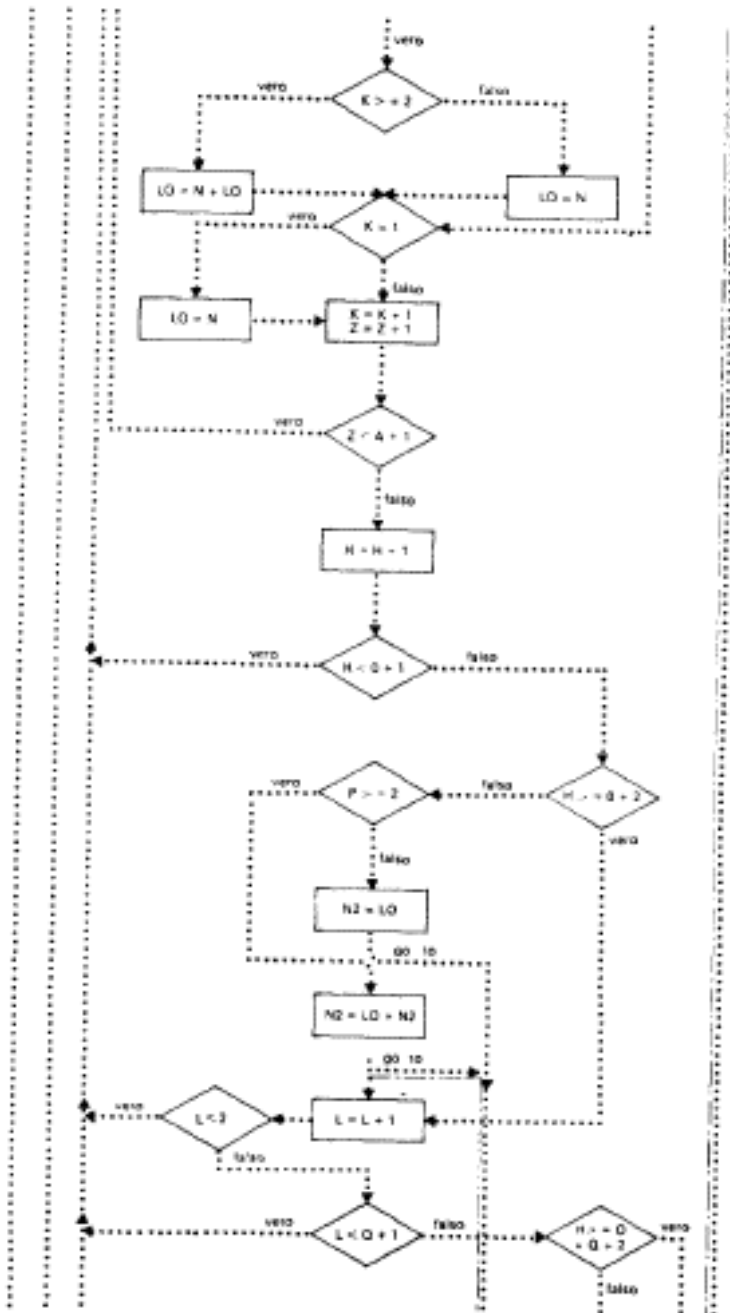 vero
K > = 2
vero
falso
LO = N + LO
LO = N
vero
K = 1
falso
LO = N
K = K + 1
Z = Z + 1
vero
Z < A + 1
falso
H = H - 1
vero
H < Q + 1
falso
vero
P > = 2
falso
H > = Q + 2
falso
vero
N2 = LO
go to
N2 = LO + N2
go to
vero
L < 2
L = L + 1
falso
vero
L < Q + 1
falso
vero
falso